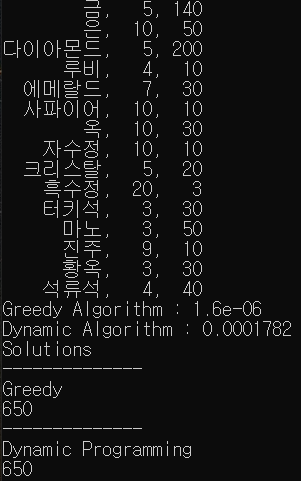 금,    5, 140
은,   10,  50
다이아몬드,    5, 200
루비,    4,  10
에메랄드,    7,  30
사파이어,   10,  10
옥,   10,  30
자수정,   10,  10
크리스탈,    5,  20
흑수정,   20,   3
터키석,    3,  30
마노,    3,  50
진주,    9,  10
황옥,    3,  30
석류석,    4,  40
Greedy Algorithm : 1.6e-06
Dynamic Algorithm : 0.0001782
Solutions
--------------
Greedy
650
--------------
Dynamic Programming
650